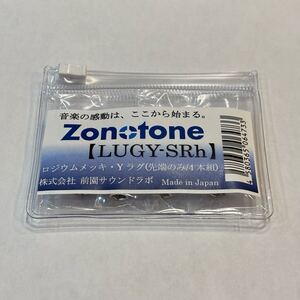 音楽の感動は、ここから始まる。
Zonotone
【LUGY-SRh】
ロジウムメッキ・Yラグ(先端のみ/4本組)
株式会社 前園サウンドラボ Made in Japan
4580365064733